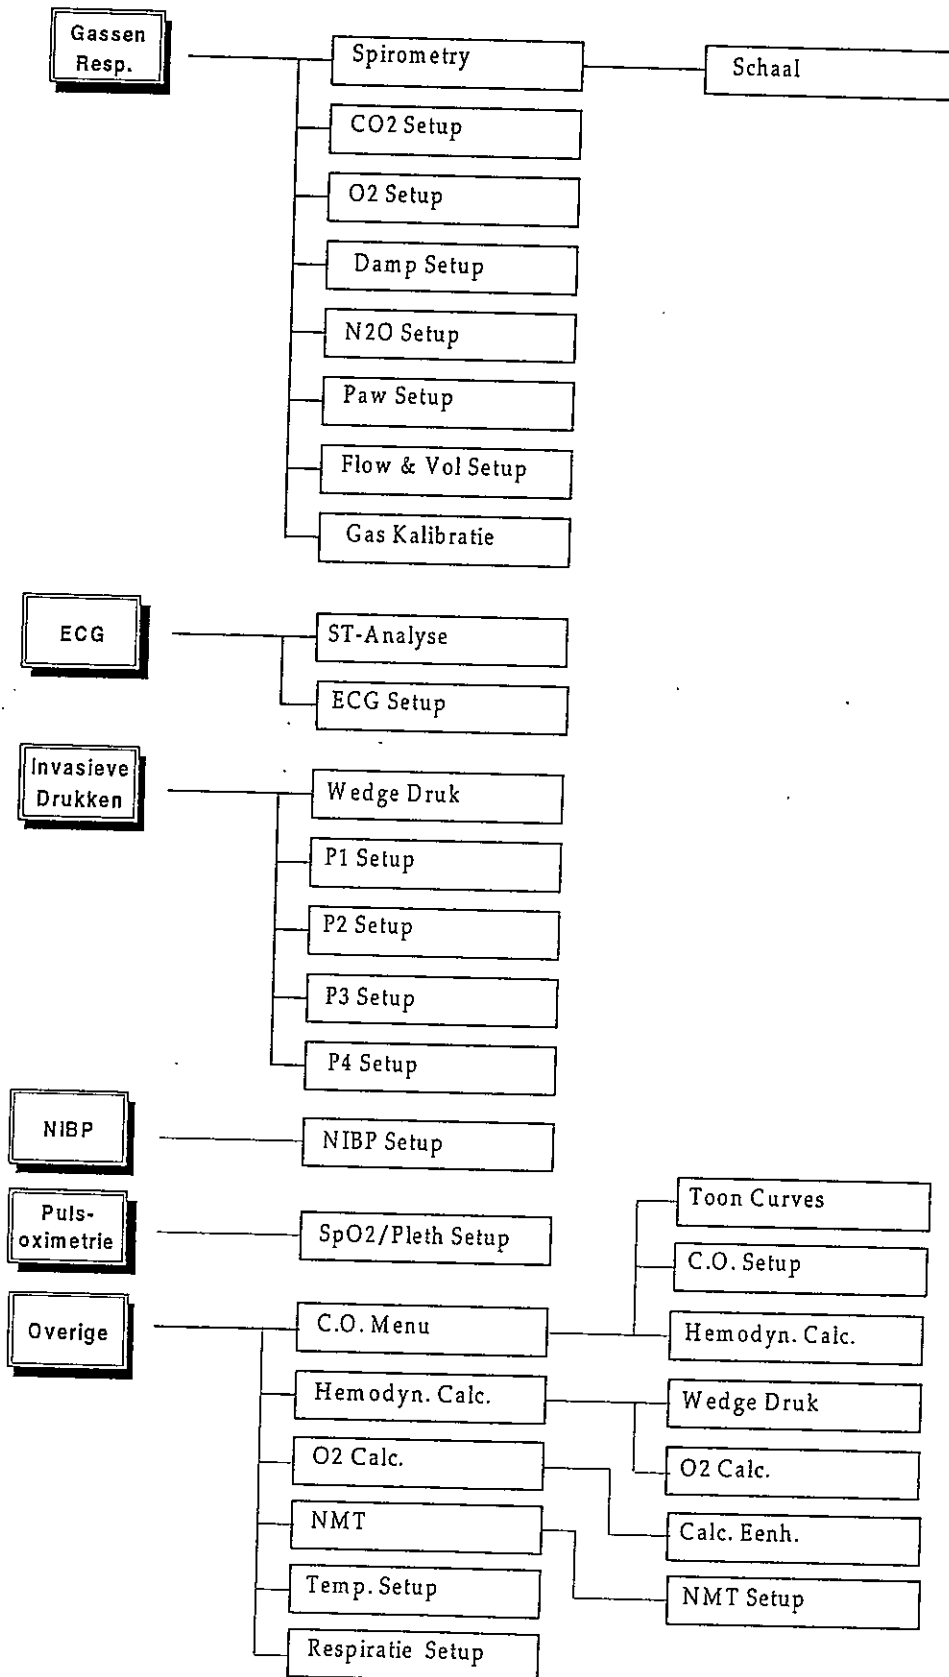 Gassen
Resp.
Spirometry
Schaal
CO2 Setup
O2 Setup
Damp Setup
N2O Setup
Paw Setup
Flow & Vol Setup
Gas Kalibratie
ECG
ST-Analyse
ECG Setup
Invasieve
Drukken
Wedge Druk
P1 Setup
P2 Setup
P3 Setup
P4 Setup
NIBP
NIBP Setup
Puls-
oximetrie
SpO2/Pleth Setup
Overige
C.O. Menu
Toon Curves
C.O. Setup
Hemodyn. Calc.
Hemodyn. Calc.
Wedge Druk
O2 Calc.
O2 Calc.
Calc. Eenh.
NMT
NMT Setup
Temp. Setup
Respiratie Setup